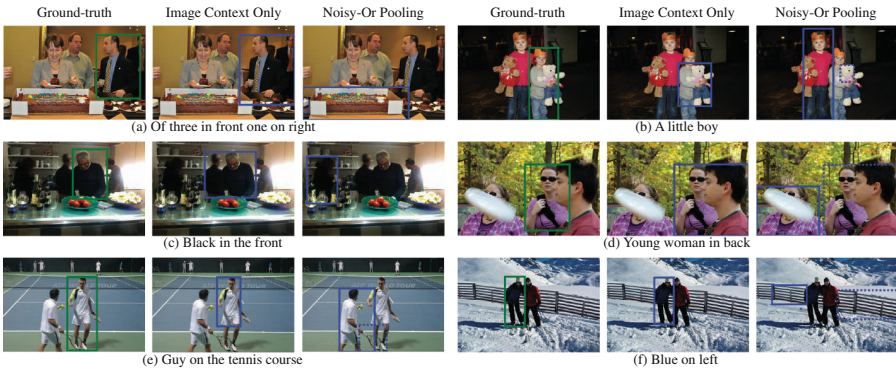 Ground-truth Image Context Only Noisy-Or Pooling Ground-truth Image Context Only Noisy-Or Pooling
(a) Of three in front one on right (b) A little boy
(c) Black in the front (d) Young woman in back
(e) Guy on the tennis course (f) Blue on left